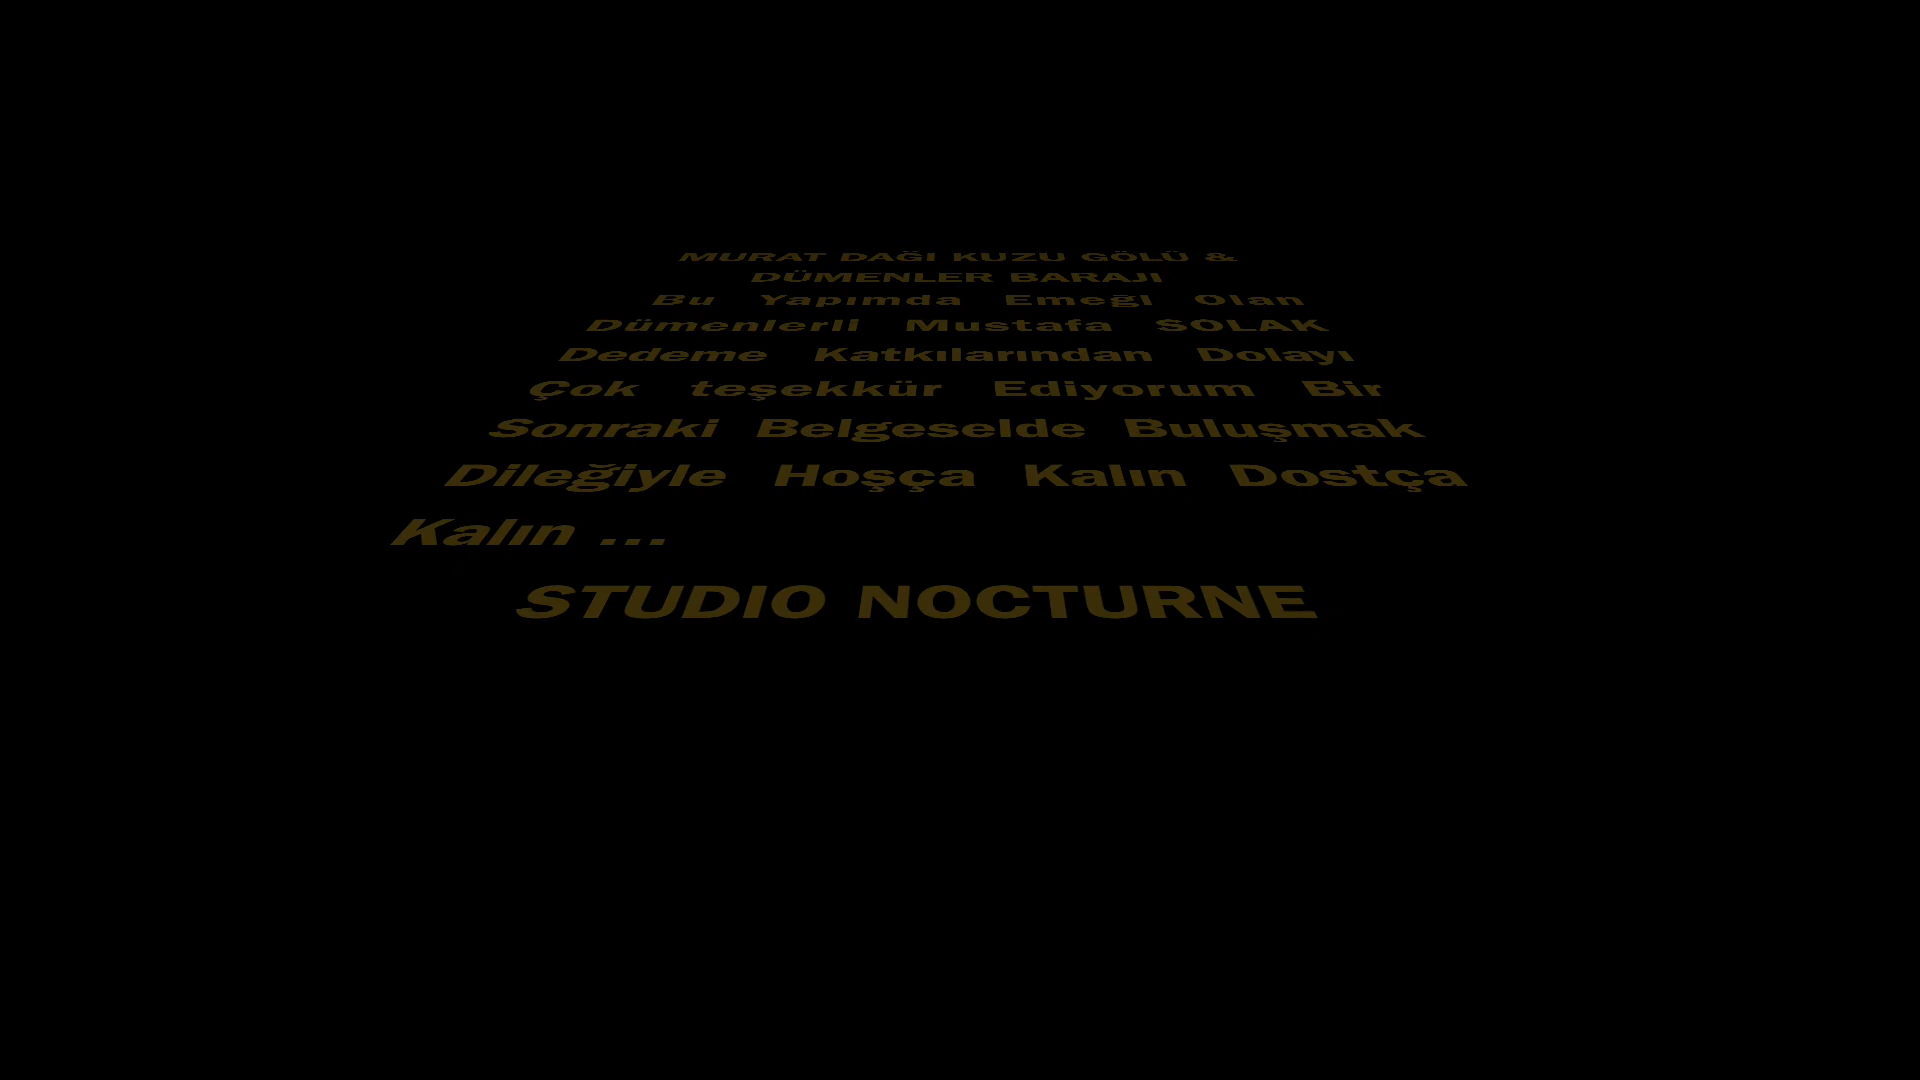 MURAT DAĞI KUZU GÖLÜ &
DÜMENLER BARAJI
Bu Yapımda Emeği Olan
Dümenlerli Mustafa SOLAK
Dedeme Katkılarından Dolayı
Çok teşekkür Ediyorum Bir
Sonraki Belgeselde Buluşmak
Dileğiyle Hoşça Kalın Dostça
Kalın ...
STUDIO NOCTURNE